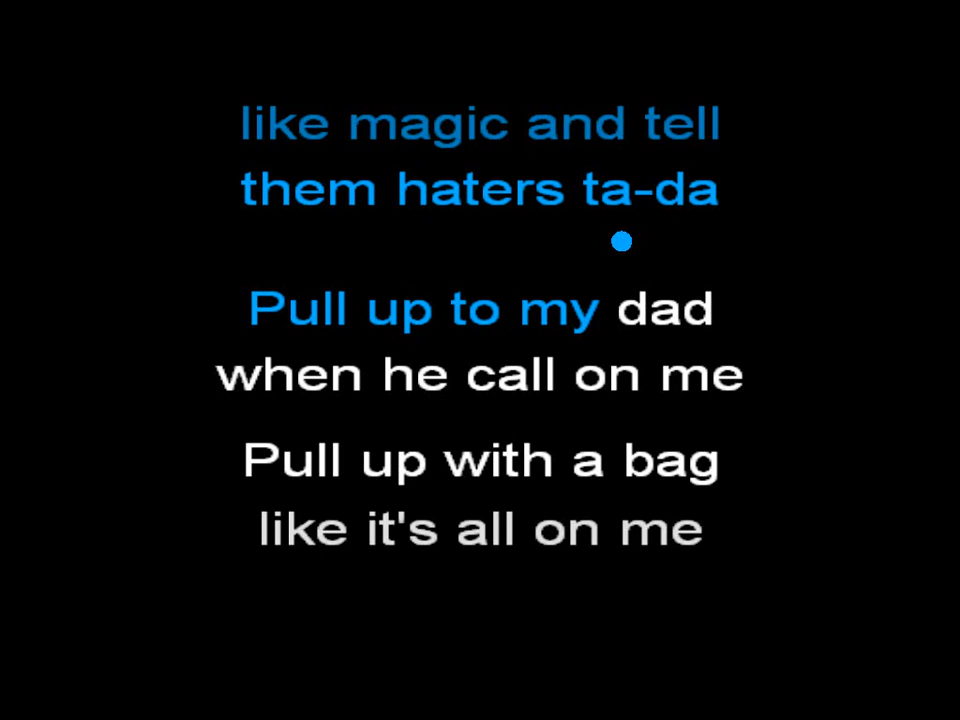 like magic and tell
them haters ta-da
Pull up to my dad
when he call on me
Pull up with a bag
like it's all on me